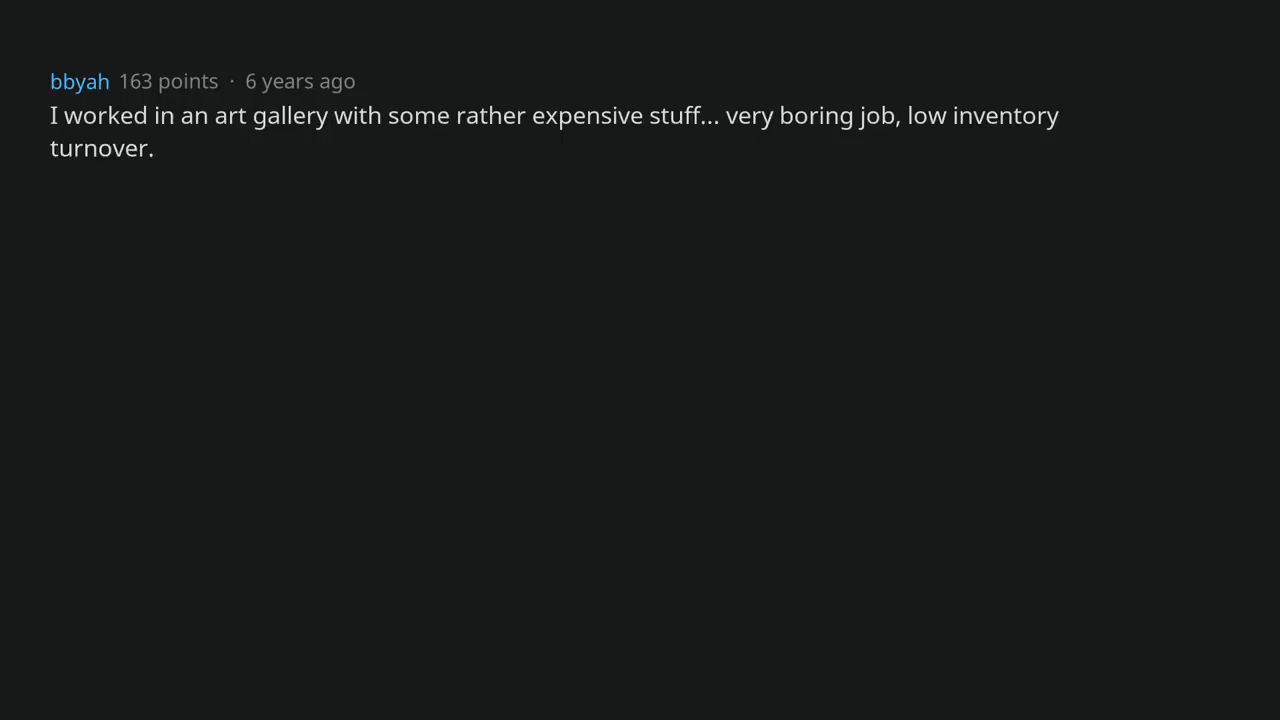 bbyah 163 points · 6 years ago
I worked in an art gallery with some rather expensive stuff... very boring job, low inventory
turnover.